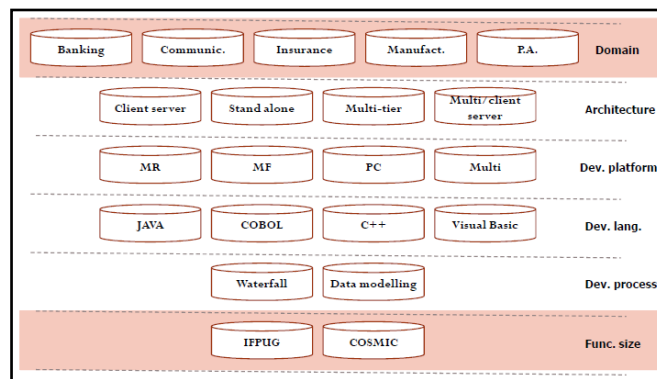 Banking Communic. Insurance Manufact. P.A. Domain
Client server Stand alone Multi-tier Multi/client server Architecture
MR MF PC Multi Dev. platform
JAVA COBOL C++ Visual Basic Dev. lang.
Waterfall Data modelling Dev. process
IFPUG COSMIC Func. size